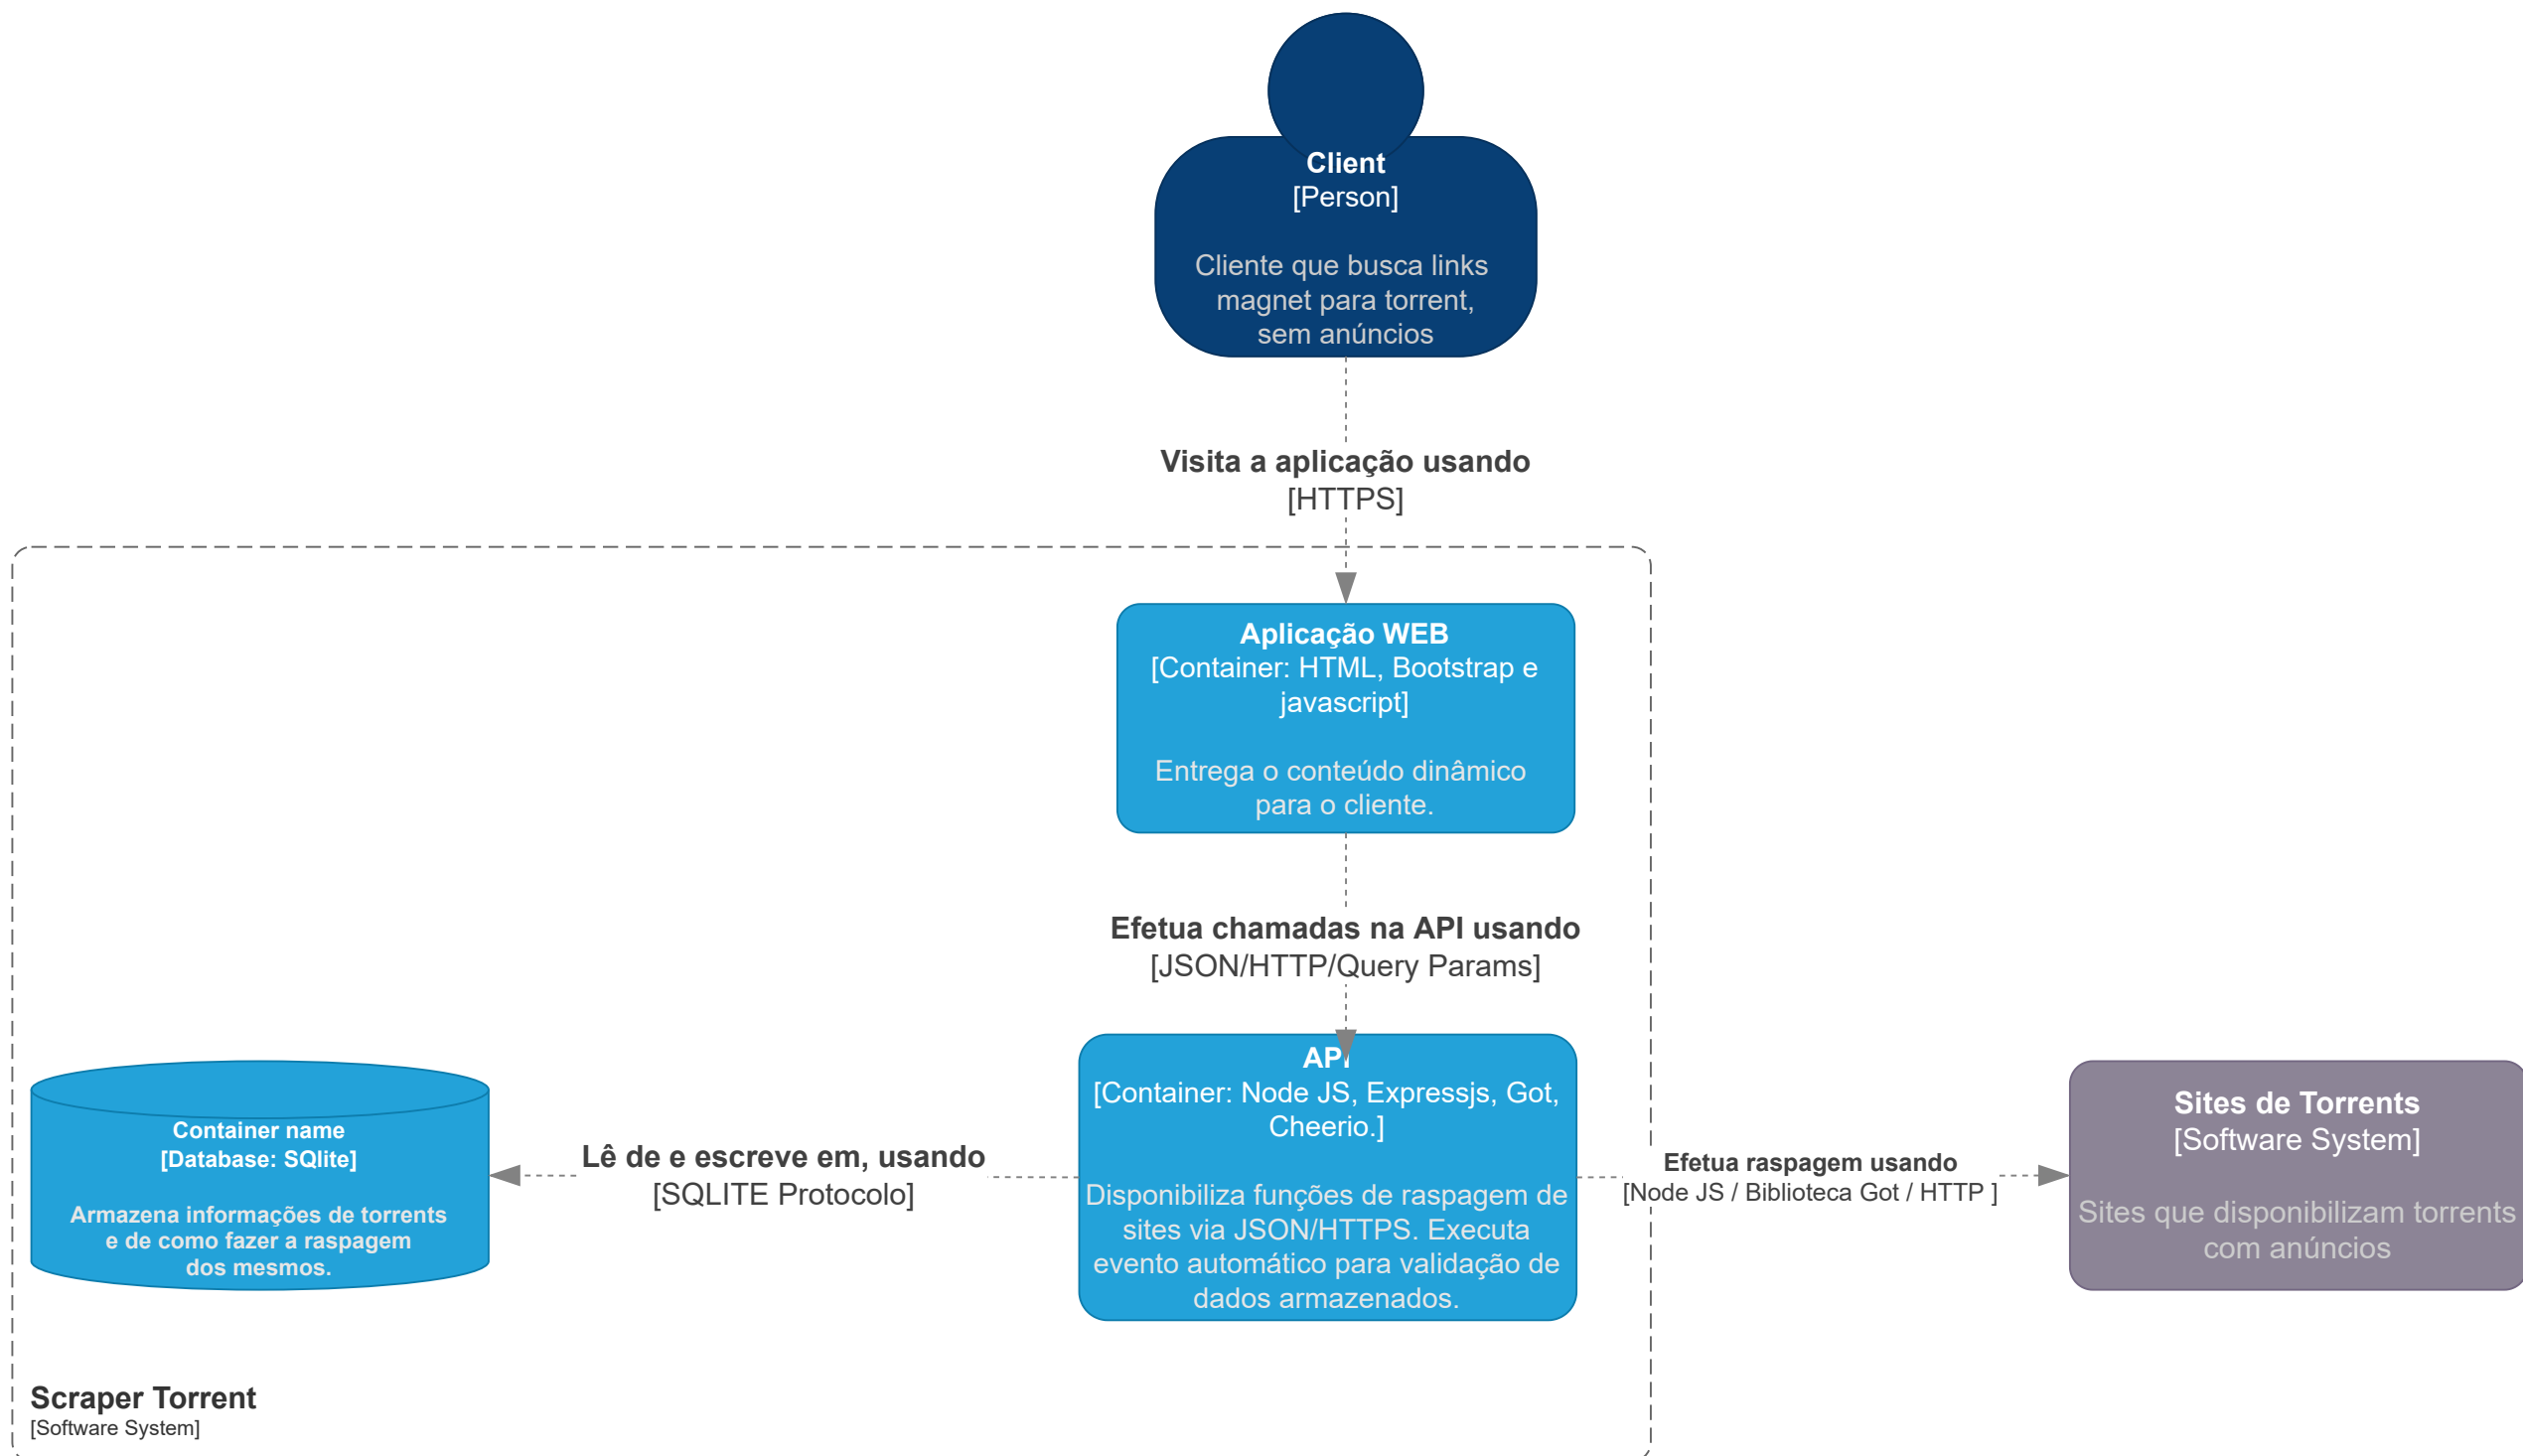 Client
[Person]
Cliente que busca links
magnet para torrent,
sem anúncios
Visita a aplicação usando
[HTTPS]
Aplicação WEB
[Container: HTML, Bootstrap e
javascript]
Entrega o conteúdo dinâmico
para o cliente.
Efetua chamadas na API usando
[JSON/HTTP/Query Params]
API
[Container: Node JS, Expressjs, Got,
Cheerio.]
Disponibiliza funções de raspagem de
sites via JSON/HTTPS. Executa
evento automático para validação de
dados armazenados.
Lê de e escreve em, usando
[SQLITE Protocolo]
Container name
[Database: SQlite]
Armazena informações de torrents
e de como fazer a raspagem
dos mesmos.
Efetua raspagem usando
[Node JS / Biblioteca Got / HTTP ]
Sites de Torrents
[Software System]
Sites que disponibilizam torrents
com anúncios
Scraper Torrent
[Software System]